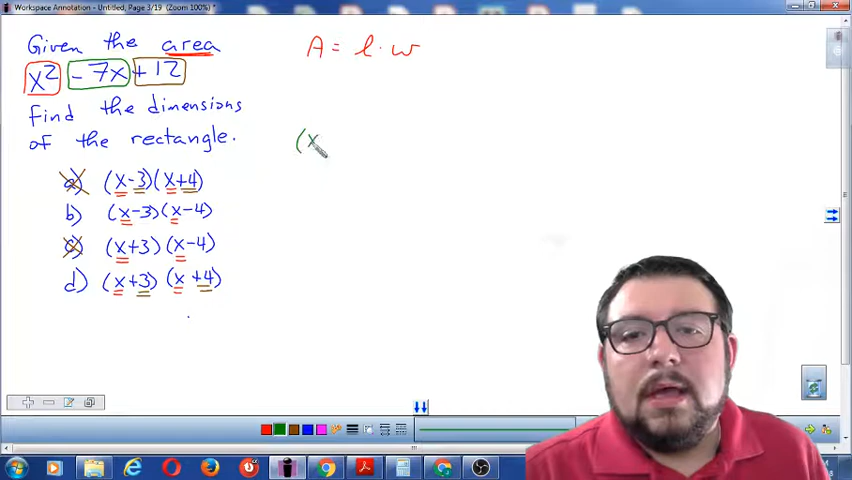 Workspace Annotation - Untitled, Page 3/19 (Zoom 100%) *
Given the area
x² - 7x + 12
Find the dimensions
of the rectangle.
a) (x-3)(x+4)
b) (x-3)(x-4)
c) (x+3)(x-4)
d) (x+3)(x+4)
A = l · w
(x